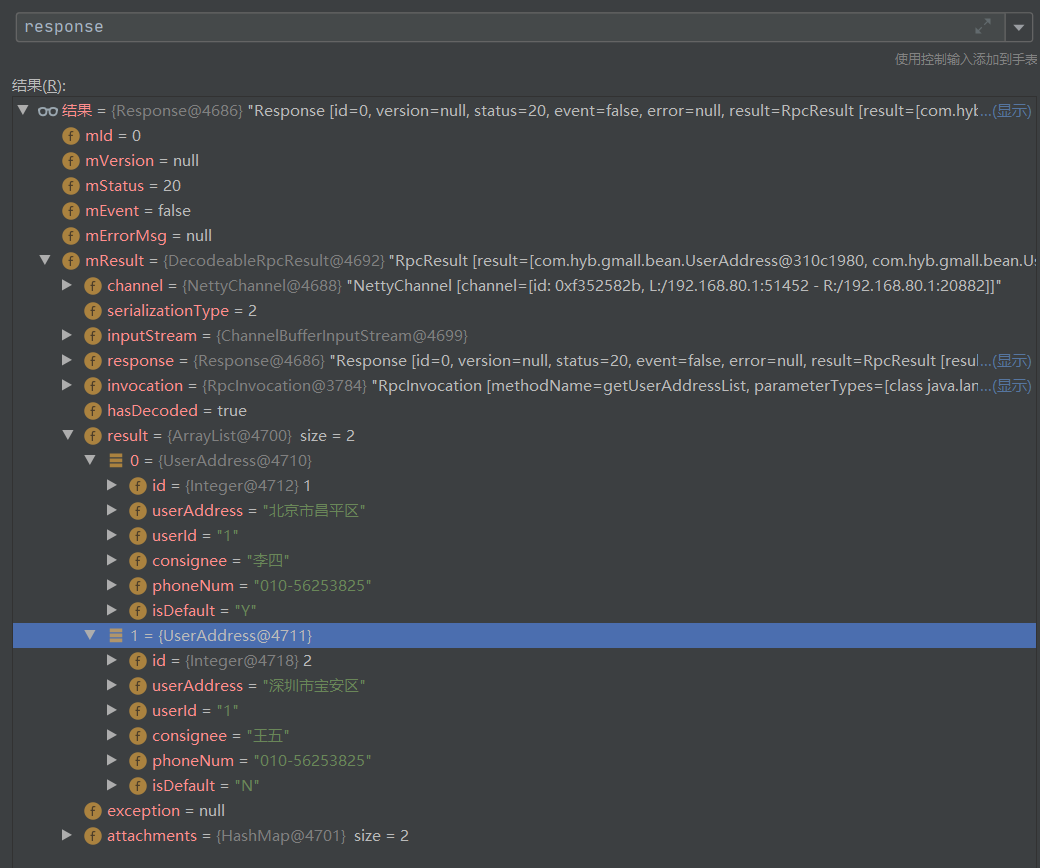 response
使用控制输入添加到手表
结果(R):
结果 = {Response@4686} "Response [id=0, version=null, status=20, event=false, error=null, result=RpcResult [result=[com.hyb ...(显示)
f mId = 0
f mVersion = null
f mStatus = 20
f mEvent = false
f mErrorMsg = null
f mResult = {DecodeableRpcResult@4692} "RpcResult [result=[com.hyb.gmall.bean.UserAddress@310c1980, com.hyb.gmall.bean.Us
f channel = {NettyChannel@4688} "NettyChannel [channel=[id: 0xf352582b, L:/192.168.80.1:51452 - R:/192.168.80.1:20882]]"
f serializationType = 2
f inputStream = {ChannelBufferInputStream@4699}
f response = {Response@4686} "Response [id=0, version=null, status=20, event=false, error=null, result=RpcResult [resul ...(显示)
f invocation = {RpcInvocation@3784} "RpcInvocation [methodName=getUserAddressList, parameterTypes=[class java.lan ...(显示)
f hasDecoded = true
f result = {ArrayList@4700} size = 2
0 = {UserAddress@4710}
f id = {Integer@4712} 1
f userAddress = "北京市昌平区"
f userId = "1"
f consignee = "李四"
f phoneNum = "010-56253825"
f isDefault = "Y"
1 = {UserAddress@4711}
f id = {Integer@4718} 2
f userAddress = "深圳市宝安区"
f userId = "1"
f consignee = "王五"
f phoneNum = "010-56253825"
f isDefault = "N"
f exception = null
f attachments = {HashMap@4701} size = 2